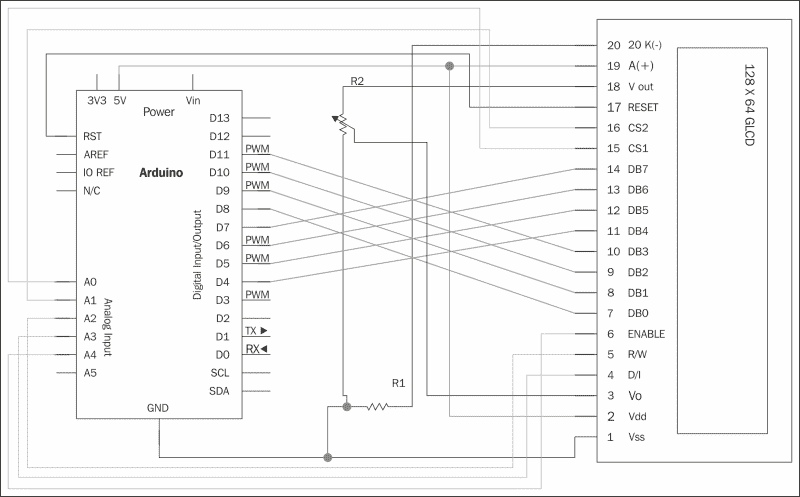 3V3 5V Vin
Power
Arduino
RST
AREF
IO REF
N/C
A0
A1
A2
A3
A4
A5
Analog Input
Digital Input/Output
D13
D12
D11 PWM
D10 PWM
D9 PWM
D8
D7
D6 PWM
D5 PWM
D4
D3 PWM
D2
D1 TX ▶
D0 RX◀
SCL
SDA
GND
R2
R1
20 20 K(-)
19 A(+)
18 V out
17 RESET
16 CS2
15 CS1
14 DB7
13 DB6
12 DB5
11 DB4
10 DB3
9 DB2
8 DB1
7 DB0
6 ENABLE
5 R/W
4 D/I
3 Vo
2 Vdd
1 Vss
128 X 64 GLCD